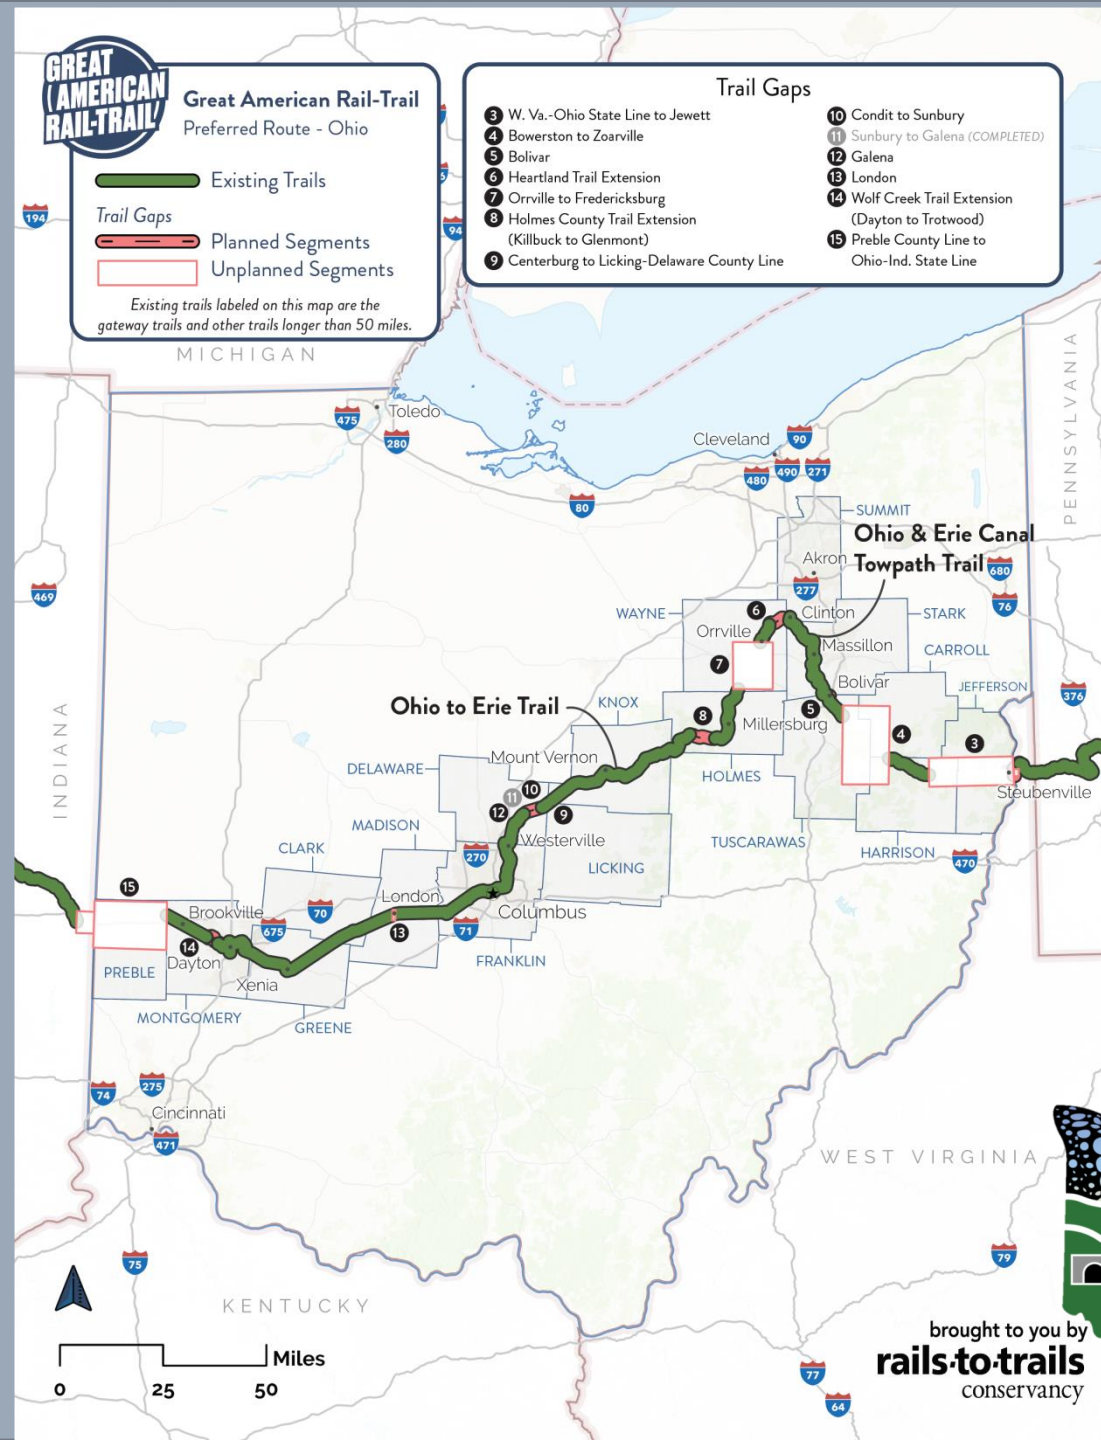 GREAT
AMERICAN
RAIL-TRAIL
Great American Rail-Trail
Preferred Route - Ohio
Existing Trails
Trail Gaps
Planned Segments
Unplanned Segments
Existing trails labeled on this map are the
gateway trails and other trails longer than 50 miles.
Trail Gaps
3 W. Va.-Ohio State Line to Jewett
4 Bowerston to Zoarville
5 Bolivar
6 Heartland Trail Extension
7 Orrville to Fredericksburg
8 Holmes County Trail Extension
(Killbuck to Glenmont)
9 Centerburg to Licking-Delaware County Line
10 Condit to Sunbury
11 Sunbury to Galena (COMPLETED)
12 Galena
13 London
14 Wolf Creek Trail Extension
(Dayton to Trotwood)
15 Preble County Line to
Ohio-Ind. State Line
194
94
MICHIGAN
PENNSYLVANIA
475
Toledo
280
Cleveland
90
480
490
271
80
SUMMIT
Ohio & Erie Canal
Towpath Trail
680
Akron
277
76
469
WAYNE
6
Clinton
STARK
Orrville
7
Massillon
CARROLL
Bolivar
JEFFERSON
376
INDIANA
Ohio to Erie Trail
KNOX
8
5
Millersburg
4
3
Mount Vernon
DELAWARE
HOLMES
Steubenville
10
11
12
9
MADISON
Westerville
TUSCARAWAS
CLARK
270
LICKING
HARRISON
470
15
London
70
Brookville
675
13
71
Columbus
14
Dayton
FRANKLIN
PREBLE
Xenia
MONTGOMERY
GREENE
74
275
Cincinnati
471
WEST VIRGINIA
75
79
KENTUCKY
Miles
0 25 50
77
64
brought to you by
rails-to-trails
conservancy